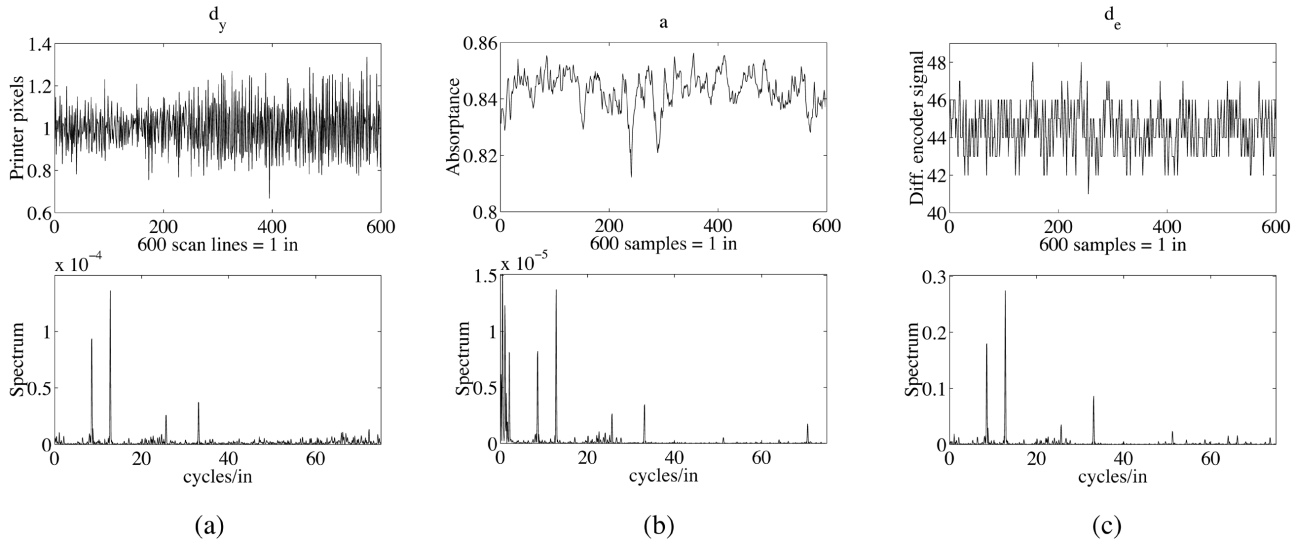 d_y
1.4
1.2
1
0.8
0.6
Printer pixels
0 200 400 600
600 scan lines = 1 in
x 10^-4
1
0.5
0
Spectrum
0 20 40 60
cycles/in
(a)
a
0.86
0.84
0.82
0.8
Absorptance
0 200 400 600
600 samples = 1 in
x 10^-5
1.5
1
0.5
0
Spectrum
0 20 40 60
cycles/in
(b)
d_e
48
46
44
42
40
Diff. encoder signal
0 200 400 600
600 samples = 1 in
0.3
0.2
0.1
0
Spectrum
0 20 40 60
cycles/in
(c)